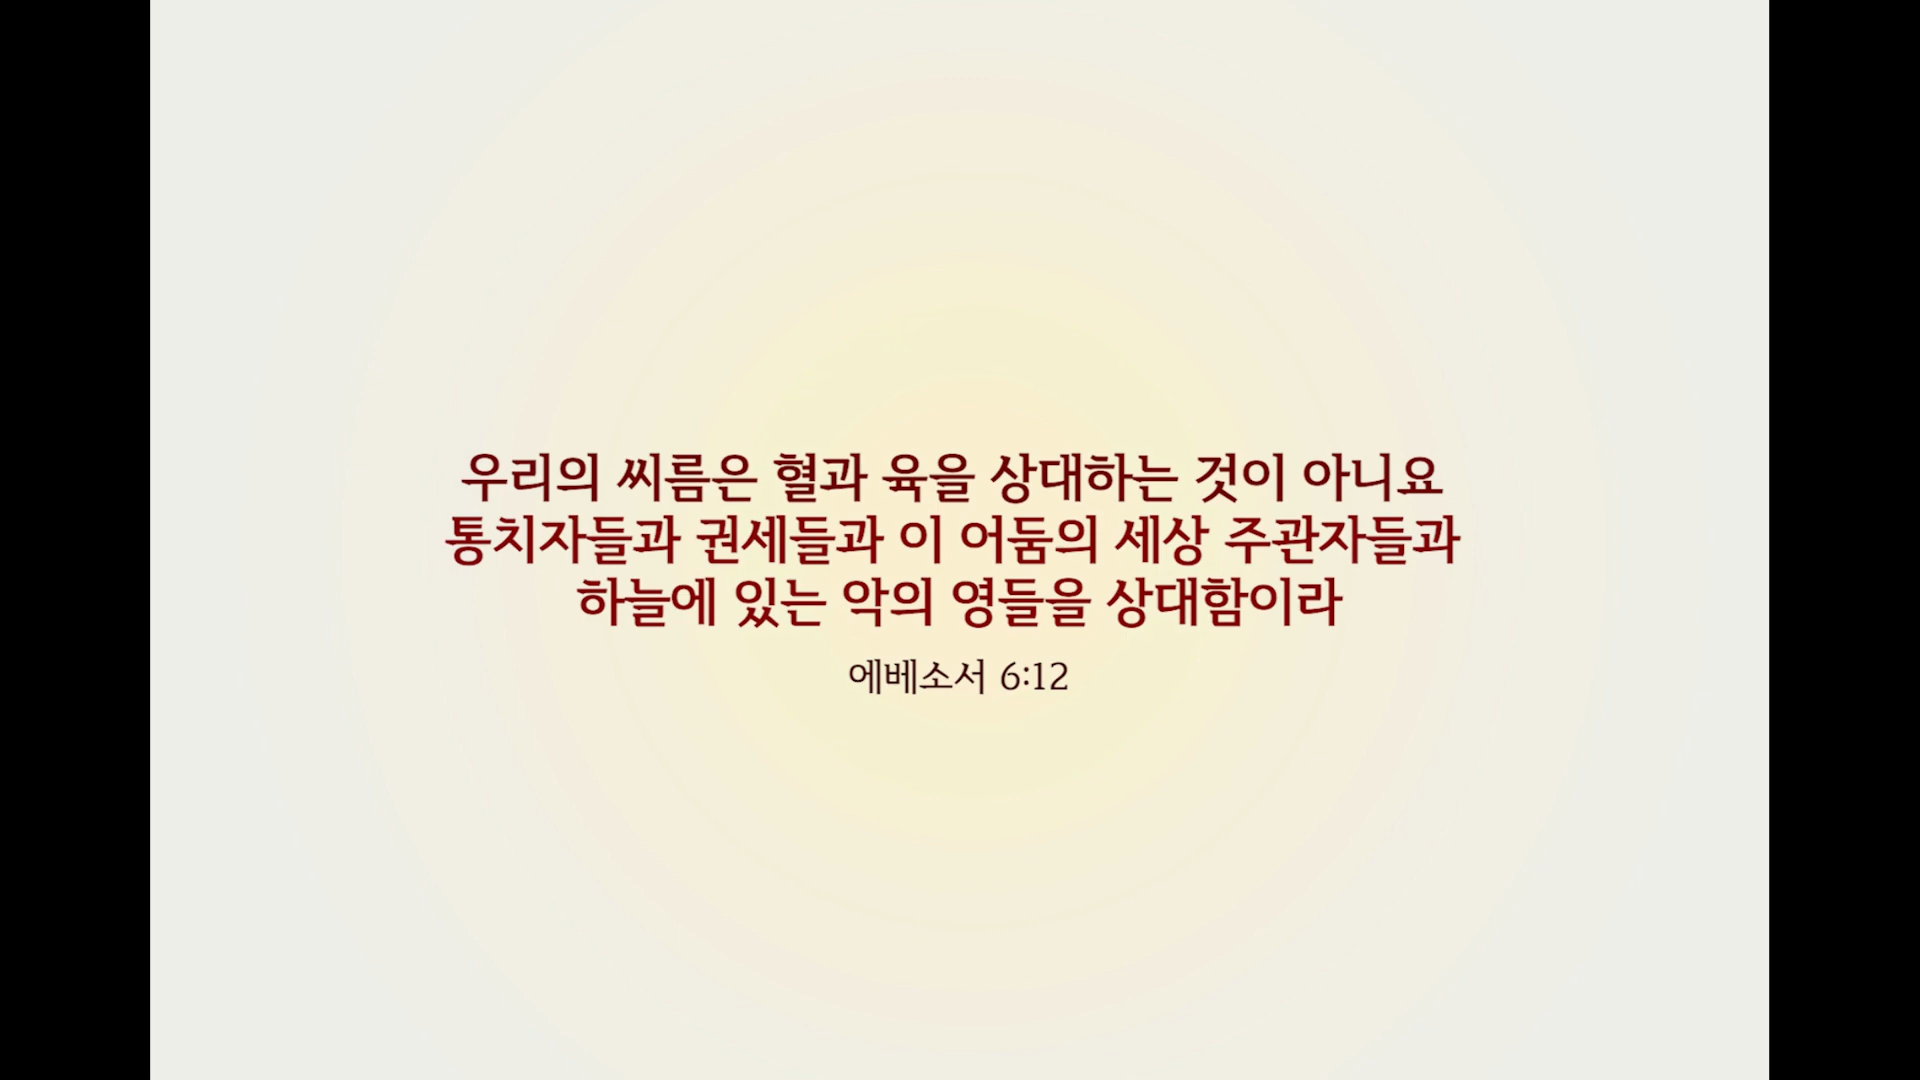 우리의 씨름은 혈과 육을 상대하는 것이 아니요
통치자들과 권세들과 이 어둠의 세상 주관자들과
하늘에 있는 악의 영들을 상대함이라
에베소서 6:12